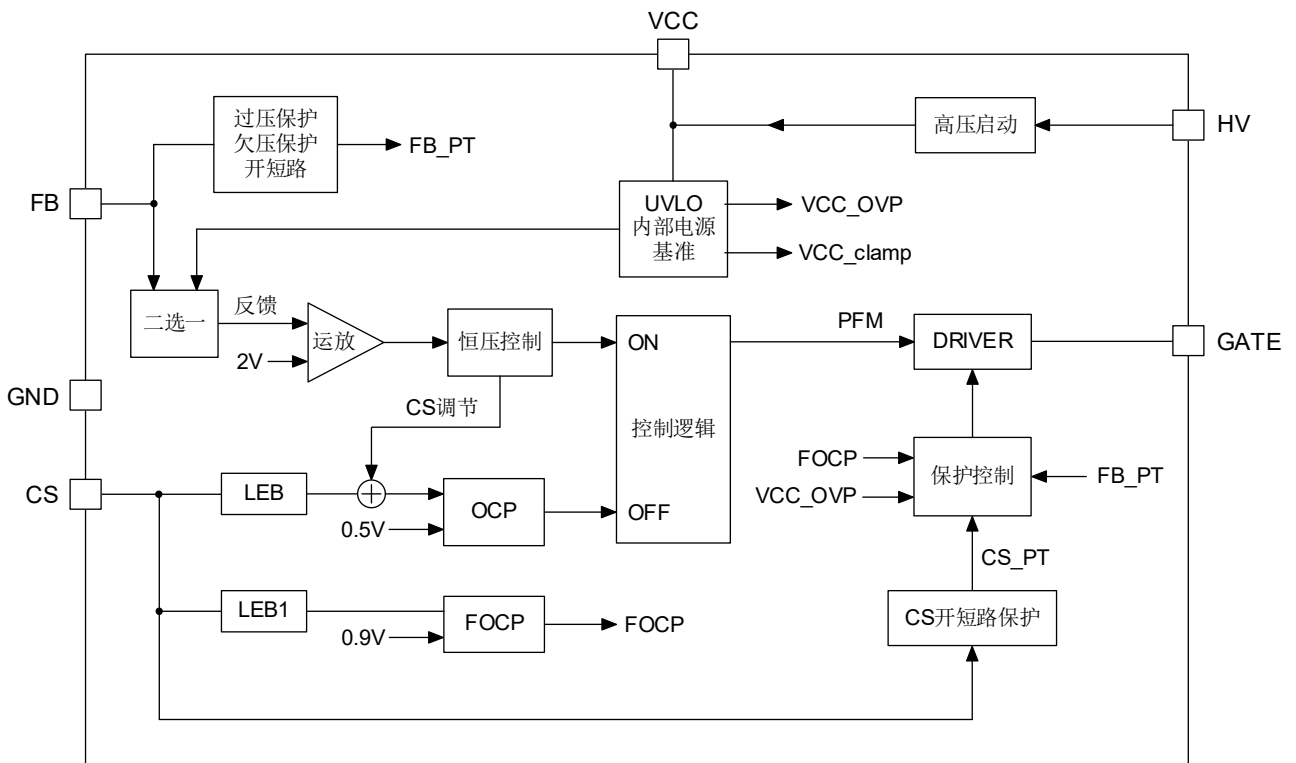 VCC
过压保护
欠压保护
开短路
FB_PT
高压启动
HV
FB
UVLO
内部电源
基准
VCC_OVP
VCC_clamp
二选一
反馈
2V
运放
恒压控制
ON
PFM
DRIVER
GATE
GND
CS调节
控制逻辑
CS
LEB
0.5V
OCP
OFF
FOCP
VCC_OVP
保护控制
FB_PT
CS_PT
LEB1
0.9V
FOCP
FOCP
CS开短路保护